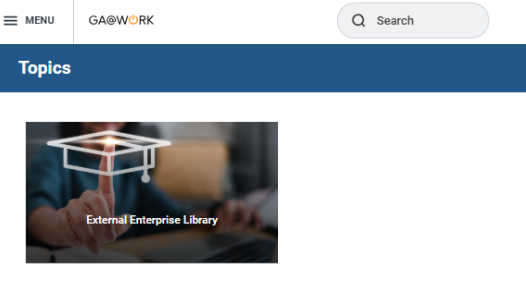 MENU
GA@WORK
Search
Topics
External Enterprise Library